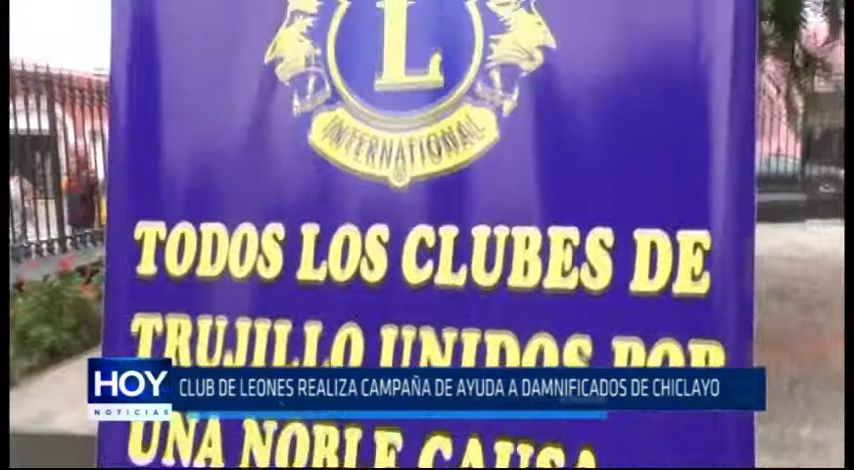 L
INTERNATIONAL
TODOS LOS CLUBES DE
TRUJILLO UNIDOS POR
HOY CLUB DE LEONES REALIZA CAMPAÑA DE AYUDA A DAMNIFICADOS DE CHICLAYO
NOTICIAS
UNA NOBLE CAUSA